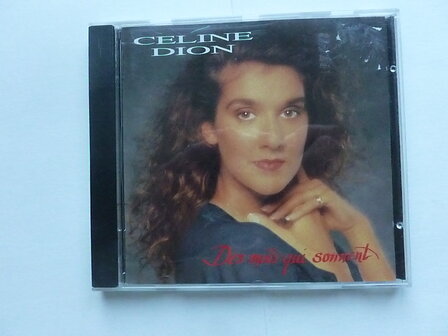 CELINE
DION
Des mots qui sonnent